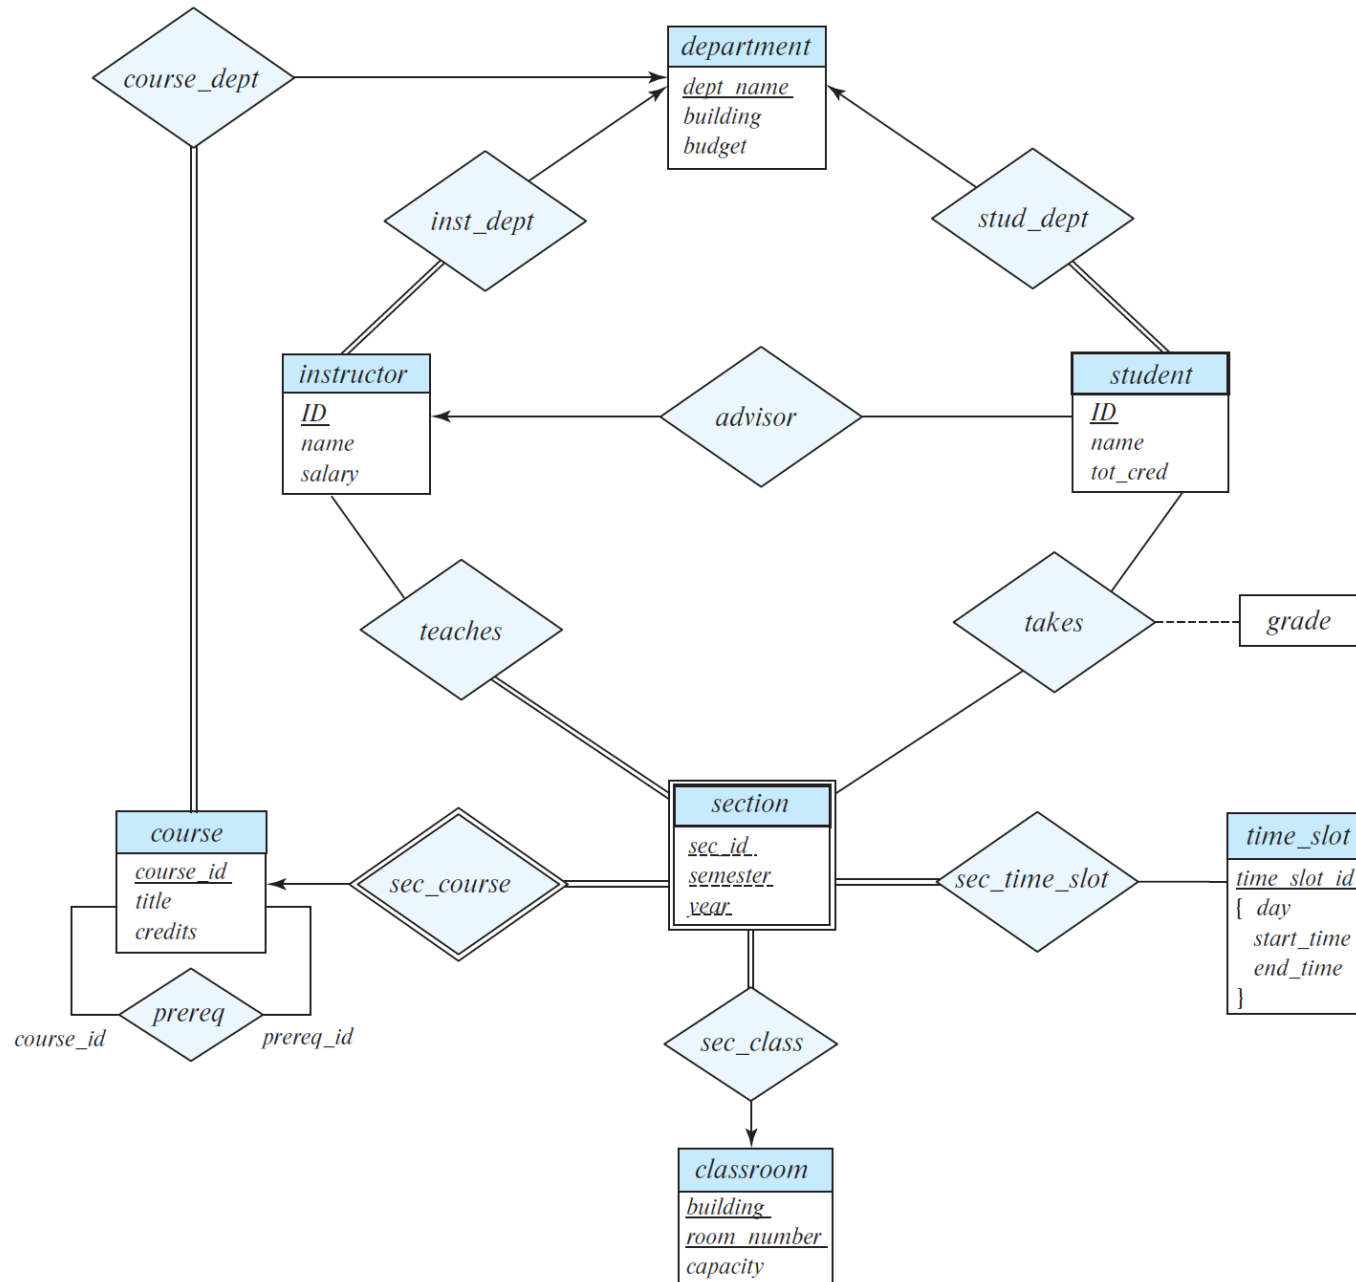 course_dept
department
dept_name
building
budget
inst_dept
stud_dept
instructor
ID
name
salary
advisor
student
ID
name
tot_cred
teaches
takes
grade
course
course_id
title
credits
sec_course
section
sec_id
semester
year
sec_time_slot
time_slot
time_slot_id
{ day
start_time
end_time
}
prereq
course_id
prereq_id
sec_class
classroom
building
room_number
capacity